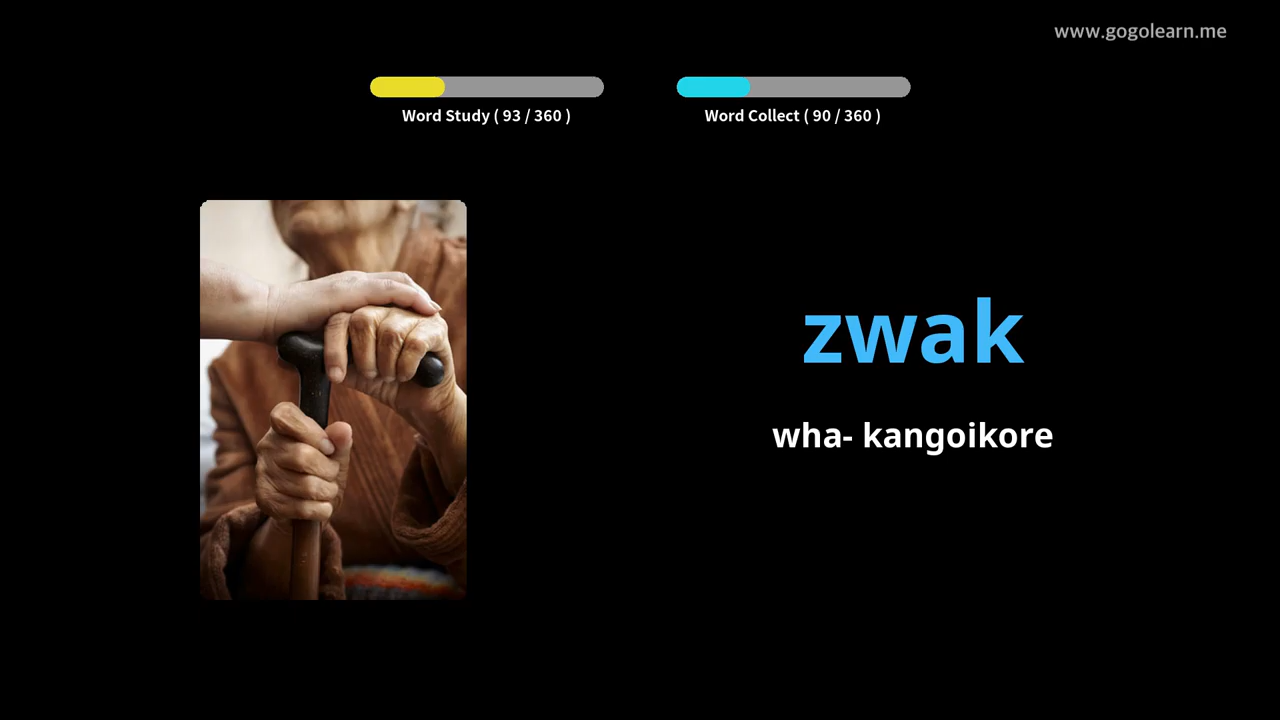 www.gogolearn.me
Word Study ( 93 / 360 )
Word Collect ( 90 / 360 )
zwak
wha- kangoikore